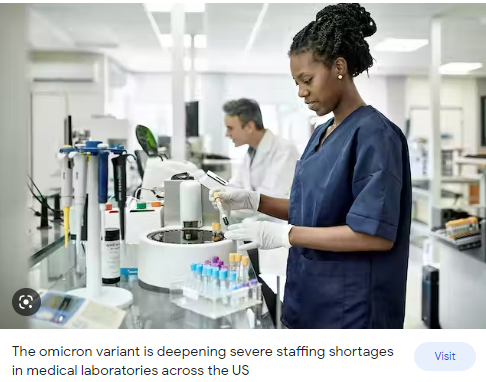 The omicron variant is deepening severe staffing shortages
in medical laboratories across the US
Visit